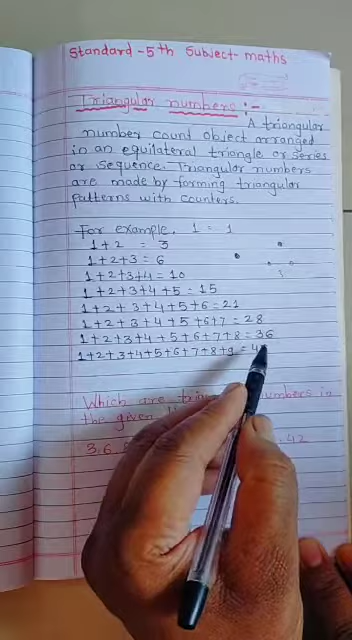 Standard-5th Subject-maths
Triangular numbers:-
A triangular
number count object arranged
in an equilateral triangle or series
or sequence. Triangular numbers
are made by forming triangular
patterns with counters.
For example. 1 = 1
1+2 = 3
1+2+3 = 6
1+2+3+4 = 10
1+2+3+4+5 = 15
1+2+3+4+5+6 = 21
1+2+3+4+5+6+7 = 28
1+2+3+4+5+6+7+8 = 36
1+2+3+4+5+6+7+8+9 =
Which are numbers in
the given
3,6 42